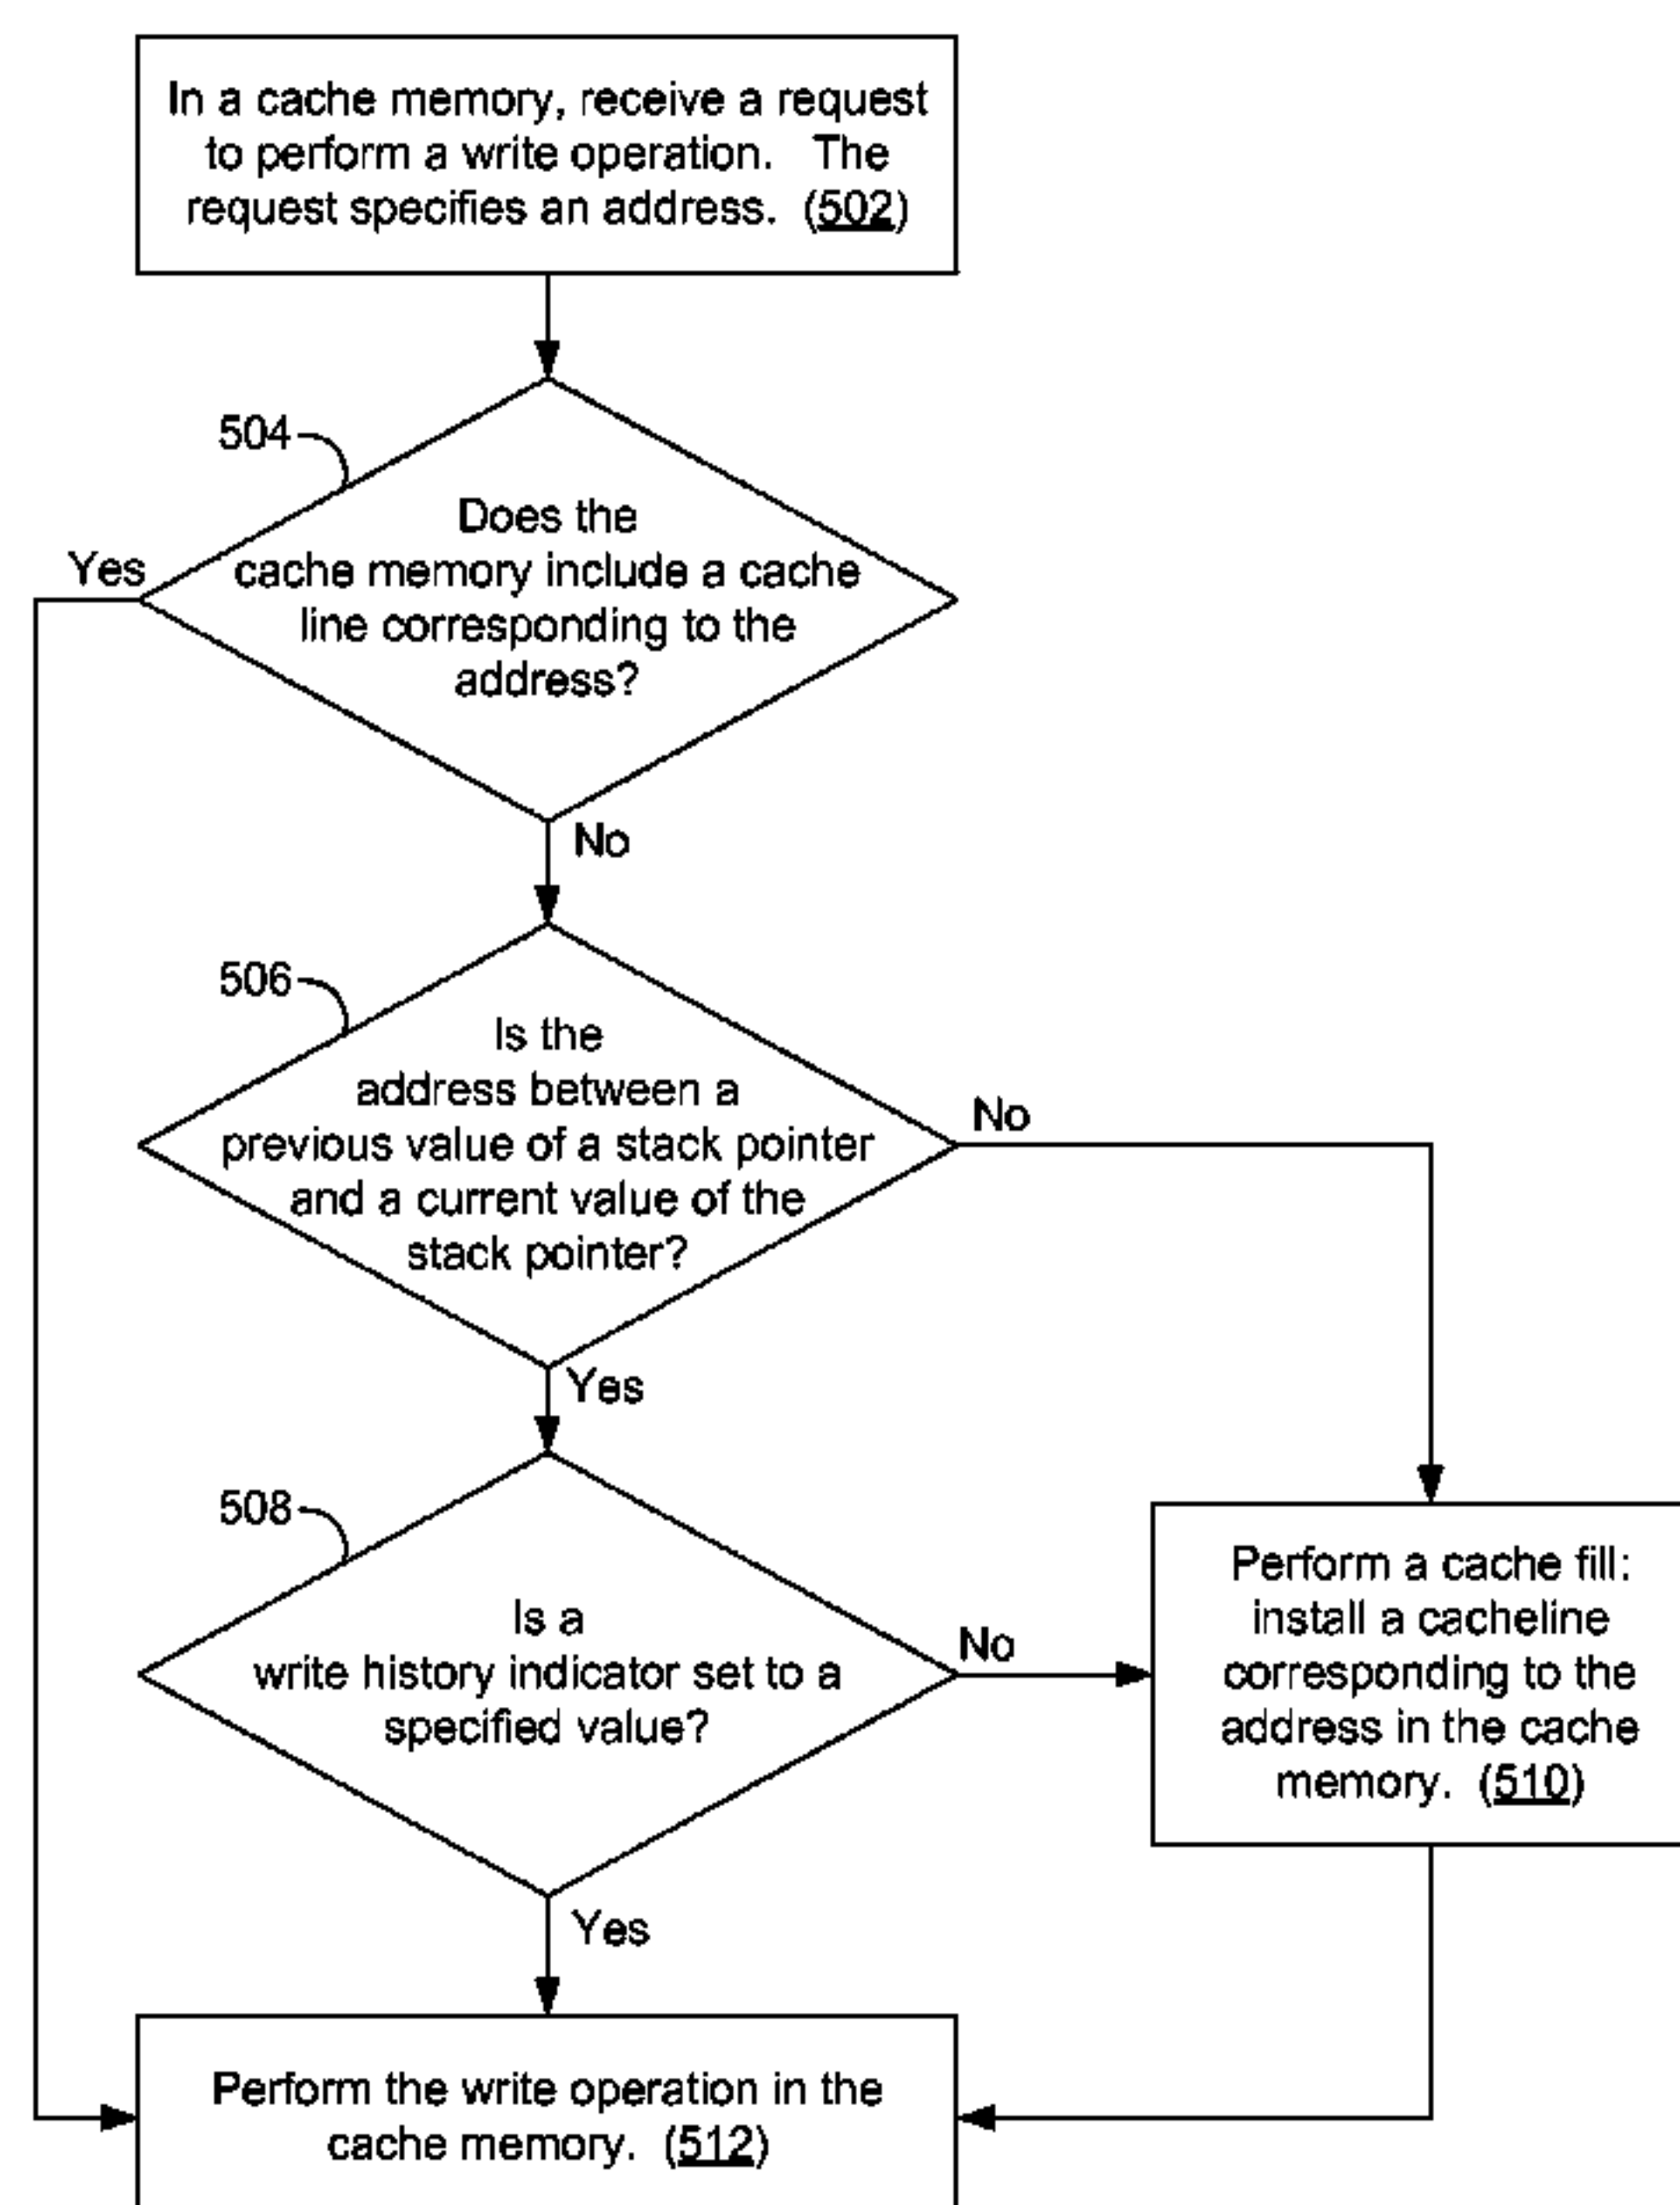 In a cache memory, receive a request
to perform a write operation. The
request specifies an address. (502)
504
Does the
cache memory include a cache
line corresponding to the
address?
Yes
No
506
Is the
address between a
previous value of a stack pointer
and a current value of the
stack pointer?
No
Yes
508
Is a
write history indicator set to a
specified value?
No
Perform a cache fill:
install a cacheline
corresponding to the
address in the cache
memory. (510)
Yes
Perform the write operation in the
cache memory. (512)